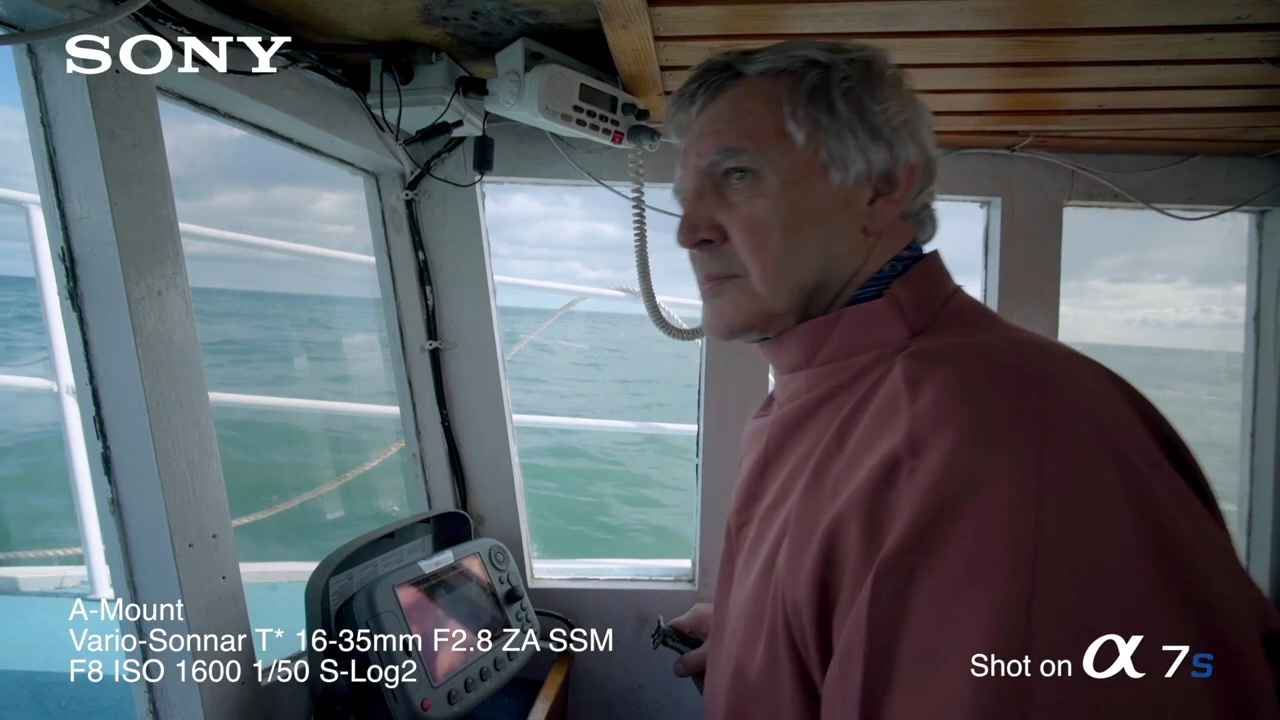 SONY
A-Mount
Vario-Sonnar T* 16-35mm F2.8 ZA SSM
F8 ISO 1600 1/50 S-Log2
Shot on α 7s